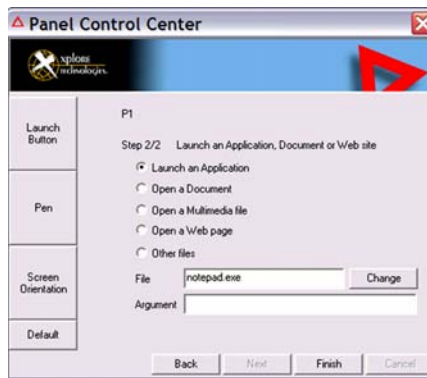 Panel Control Center
xplore
technologies.
Launch
Button
Pen
Screen
Orientation
Default
P1
Step 2/2 Launch an Application, Document or Web site
Launch an Application
Open a Document
Open a Multimedia file
Open a Web page
Other files
File notepad.exe Change
Argument
Back Next Finish Cancel